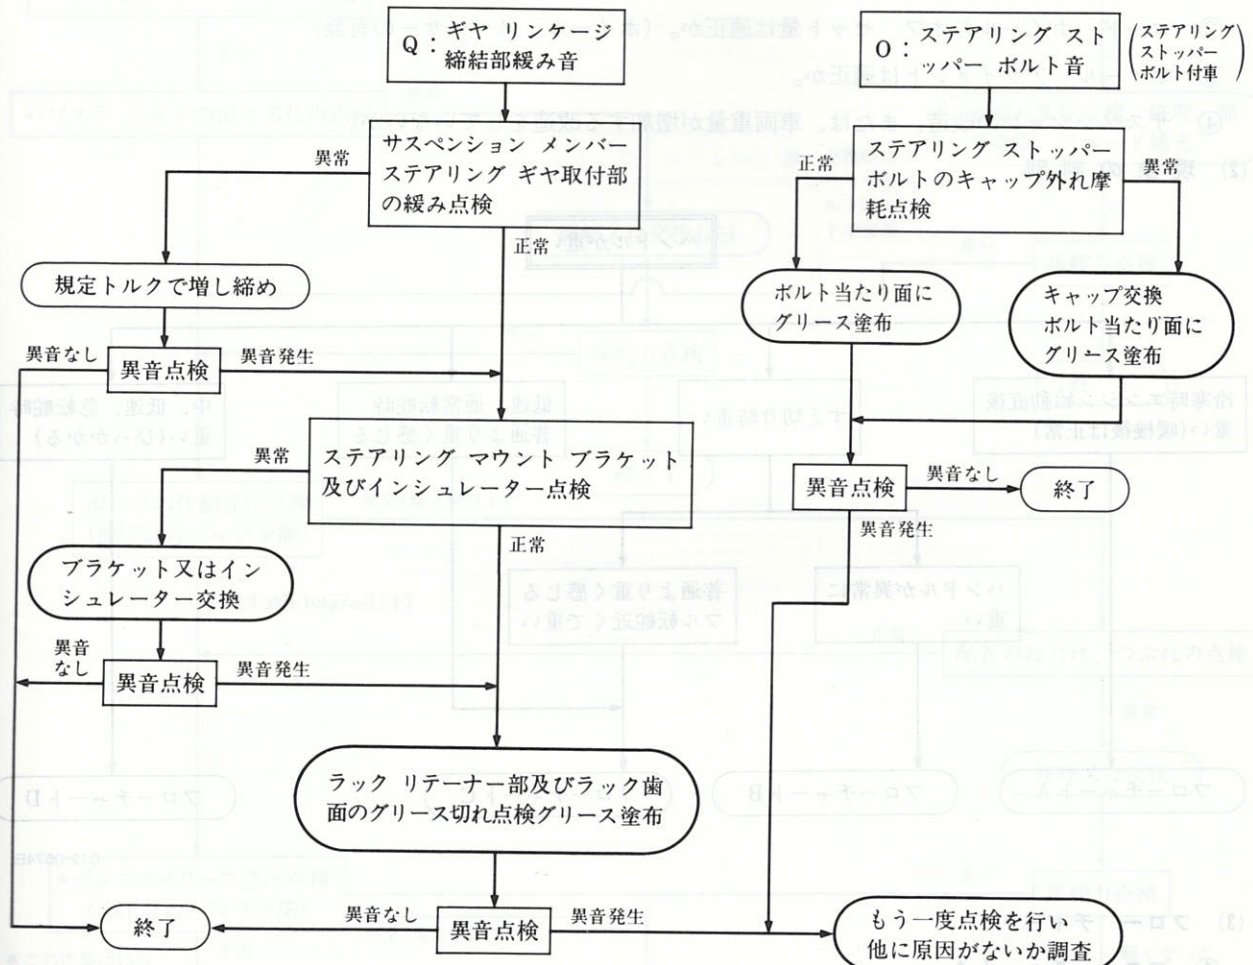 Q：ギヤ リンケージ
締結部緩み音
サスペンション メンバー
ステアリング ギヤ取付部
の緩み点検
異常
正常
規定トルクで増し締め
異音なし
異音点検
異音発生
異常
ステアリング マウント ブラケット
及びインシュレーター点検
正常
ブラケット又はイン
シュレーター交換
異音
なし
異音点検
異音発生
ラック リテーナー部及びラック歯
面のグリース切れ点検グリース塗布
終了
異音なし
異音点検
異音発生
O：ステアリング スト
ッパー ボルト音
(ステアリング
ストッパー
ボルト付車)
正常
ステアリング ストッパー
ボルトのキャップ外れ摩
耗点検
異常
ボルト当たり面に
グリース塗布
キャップ交換
ボルト当たり面に
グリース塗布
異音点検
異音なし
終了
異音発生
もう一度点検を行い
他に原因がないか調査